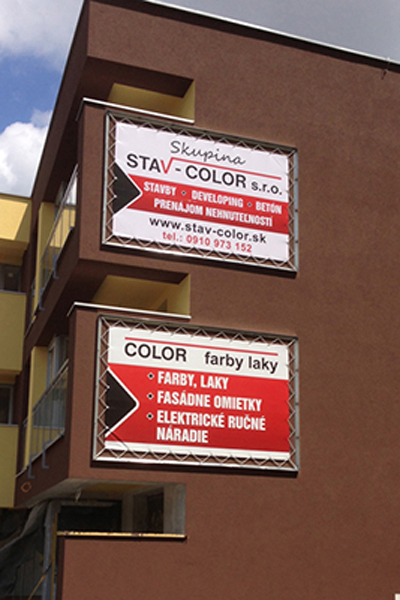 Skupina
STAV-COLOR s.r.o.
STAVBY • DEVELOPING • BETÓN
PRENÁJOM NEHNUTEĽNOSTÍ
www.stav-color.sk
tel.: 0910 973 152
COLOR farby laky
• FARBY, LAKY
• FASÁDNE OMIETKY
• ELEKTRICKÉ RUČNÉ
NÁRADIE